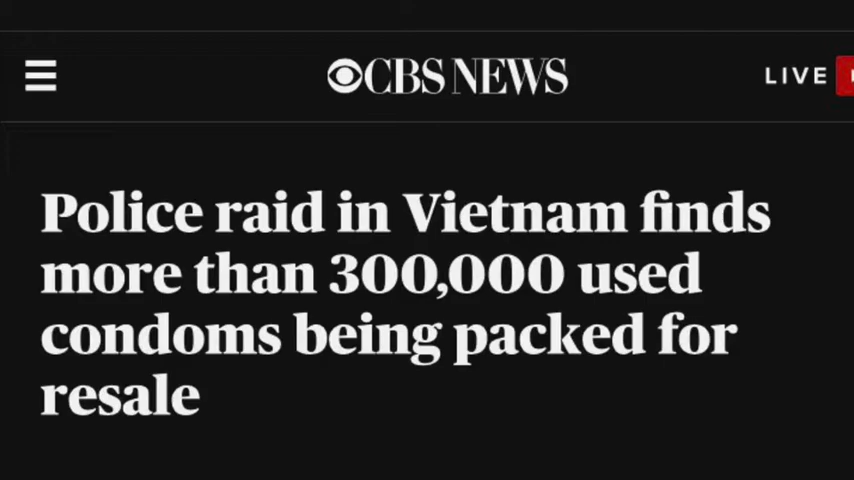 CBS NEWS
LIVE
Police raid in Vietnam finds
more than 300,000 used
condoms being packed for
resale